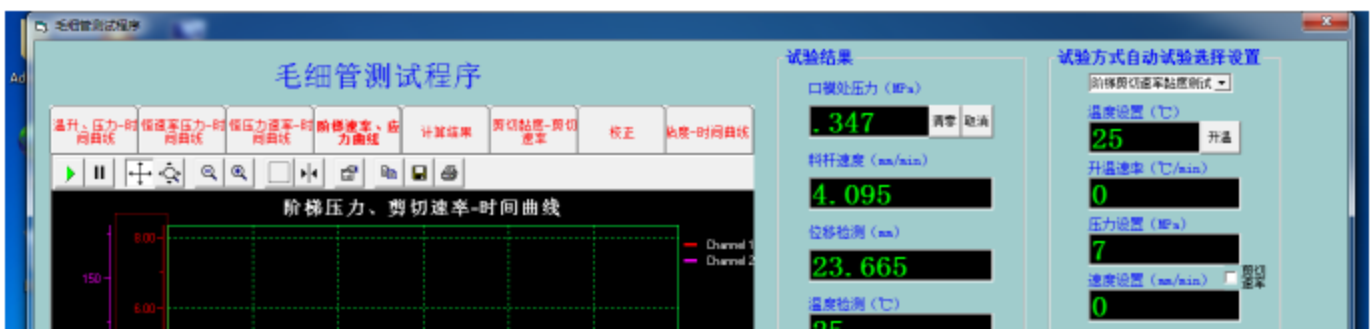 毛细管测试程序
毛细管测试程序
温升、压力-时间曲线
恒速率压力-时间曲线
恒压力速率-时间曲线
阶梯速率、应力曲线
计算结果
剪切黏度-剪切速率
校正
粘度-时间曲线
阶梯压力、剪切速率-时间曲线
8.00
150
6.00
Channel 1
Channel 2
试验结果
口模处压力（MPa）
.347
清零 取消
料杆速度（mm/min）
4.095
位移检测（mm）
23.665
温度检测（℃）
25
试验方式自动试验选择设置
阶梯剪切速率黏度测试
温度设置（℃）
25 升温
升温速率（℃/min）
0
压力设置（MPa）
7
速度设置（mm/min）
剪切速率
0